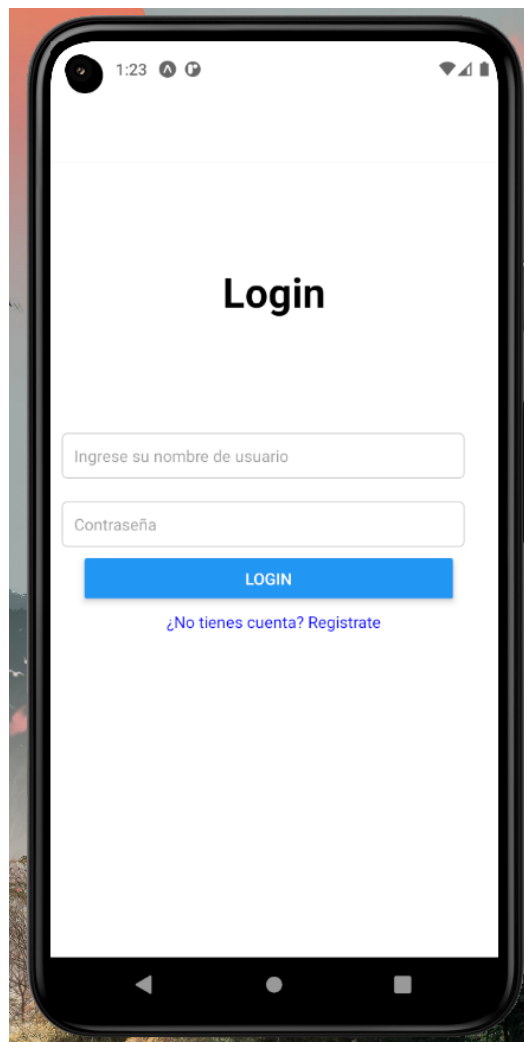 1:23
Login
Ingrese su nombre de usuario
Contraseña
LOGIN
¿No tienes cuenta? Registrate